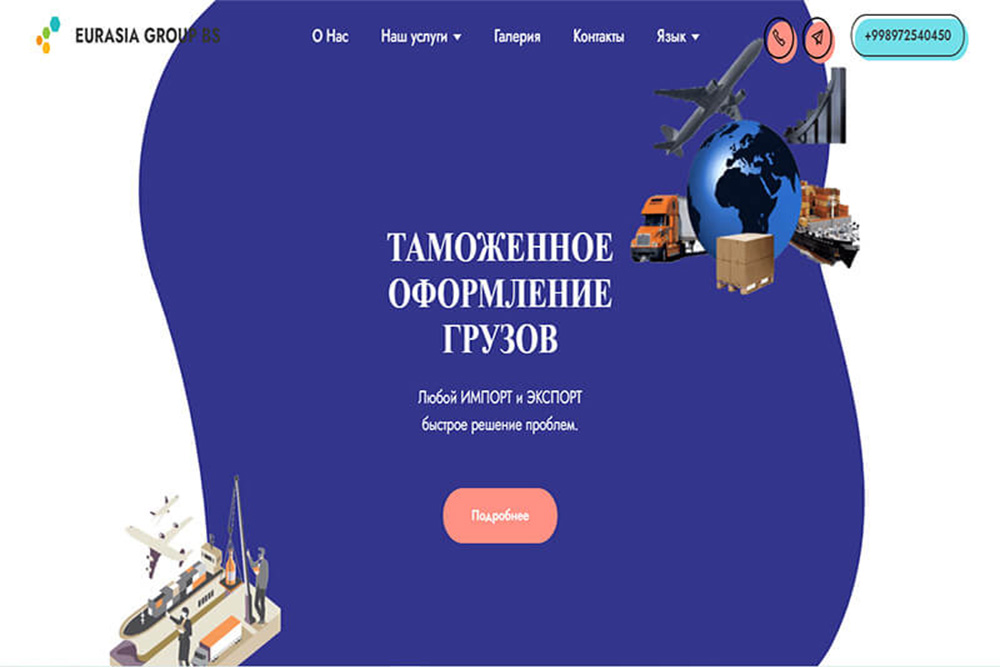 EURASIA GROUP BS
О Нас
Наш услуги
Галерия
Контакты
Язык
+998972540450
ТАМОЖЕННОЕ
ОФОРМЛЕНИЕ
ГРУЗОВ
Любой ИМПОРТ и ЭКСПОРТ
быстрое решение проблем.
Подробнее